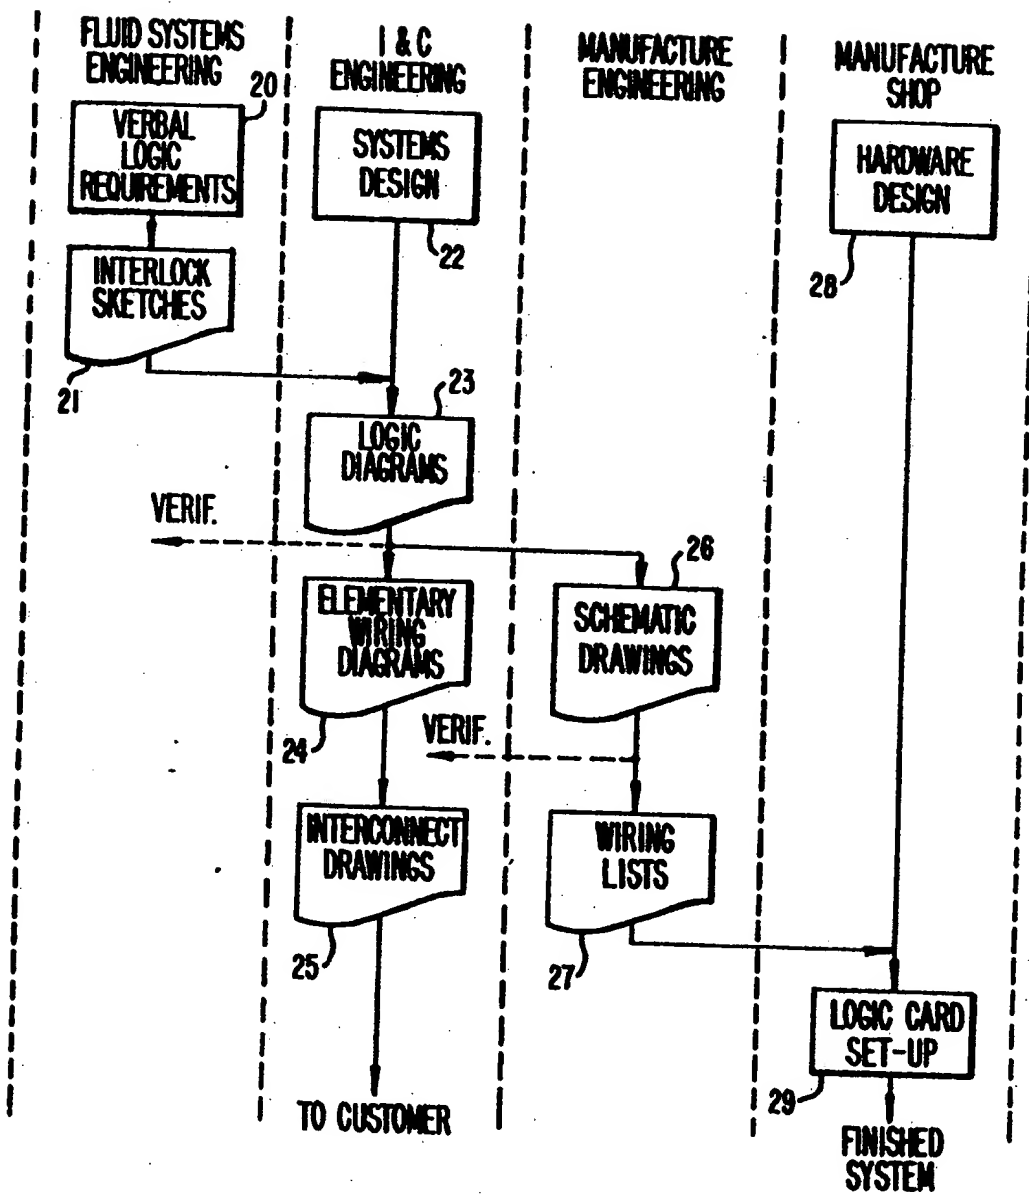 FLUID SYSTEMS
ENGINEERING
I & C
ENGINEERING
MANUFACTURE
ENGINEERING
MANUFACTURE
SHOP
20
VERBAL
LOGIC
REQUIREMENTS
SYSTEMS
DESIGN
22
HARDWARE
DESIGN
28
INTERLOCK
SKETCHES
21
23
LOGIC
DIAGRAMS
VERIF.
26
ELEMENTARY
WIRING
DIAGRAMS
24
SCHEMATIC
DRAWINGS
VERIF.
INTERCONNECT
DRAWINGS
25
WIRING
LISTS
27
LOGIC CARD
SET-UP
29
TO CUSTOMER
FINISHED
SYSTEM